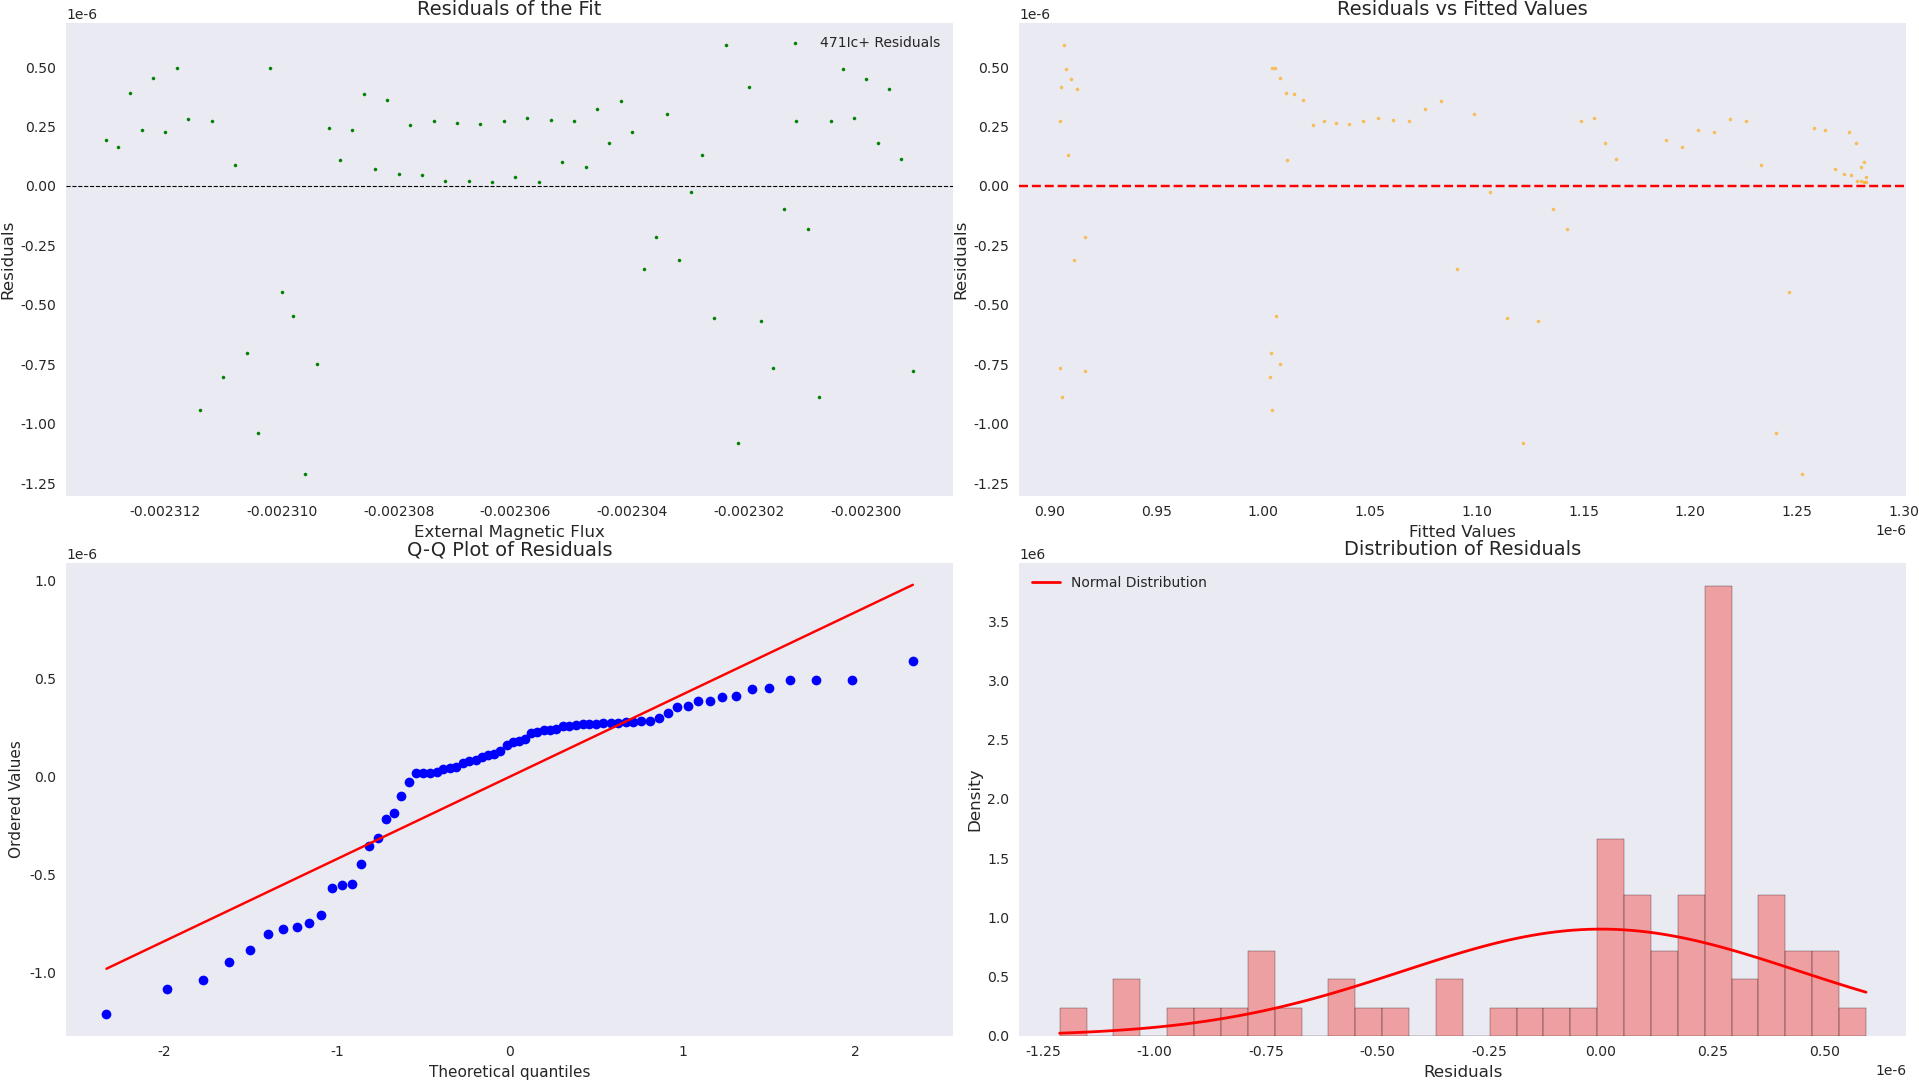 Residuals of the Fit
1e-6
471Ic+ Residuals
0.50
0.25
0.00
-0.25
-0.50
-0.75
-1.00
-1.25
Residuals
-0.002312 -0.002310 -0.002308 -0.002306 -0.002304 -0.002302 -0.002300
External Magnetic Flux
Residuals vs Fitted Values
1e-6
0.50
0.25
0.00
-0.25
-0.50
-0.75
-1.00
-1.25
Residuals
0.90 0.95 1.00 1.05 1.10 1.15 1.20 1.25 1.30
Fitted Values
1e-6
Q-Q Plot of Residuals
1e-6
1.0
0.5
0.0
-0.5
-1.0
Ordered Values
-2 -1 0 1 2
Theoretical quantiles
Distribution of Residuals
1e6
Normal Distribution
3.5
3.0
2.5
2.0
1.5
1.0
0.5
0.0
Density
-1.25 -1.00 -0.75 -0.50 -0.25 0.00 0.25 0.50
Residuals
1e-6